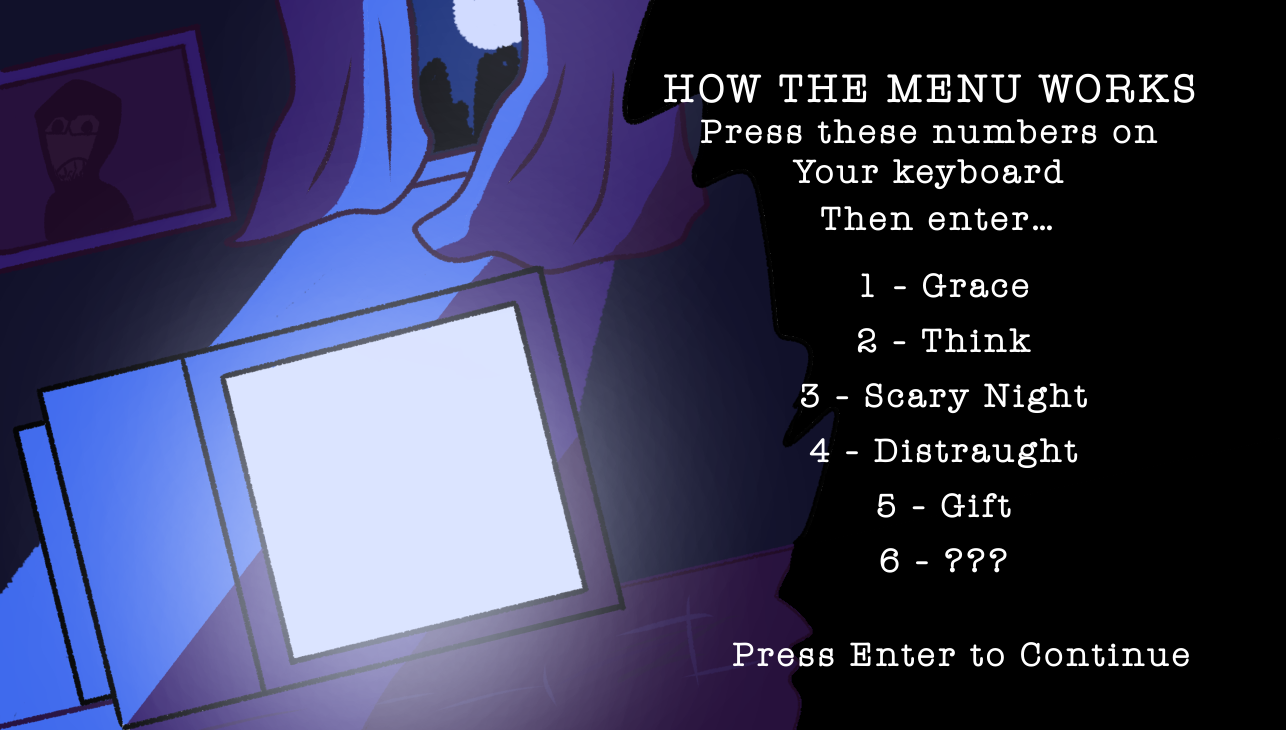 HOW THE MENU WORKS
Press these numbers on
Your keyboard
Then enter…
1 - Grace
2 - Think
3 - Scary Night
4 - Distraught
5 - Gift
6 - ???
Press Enter to Continue